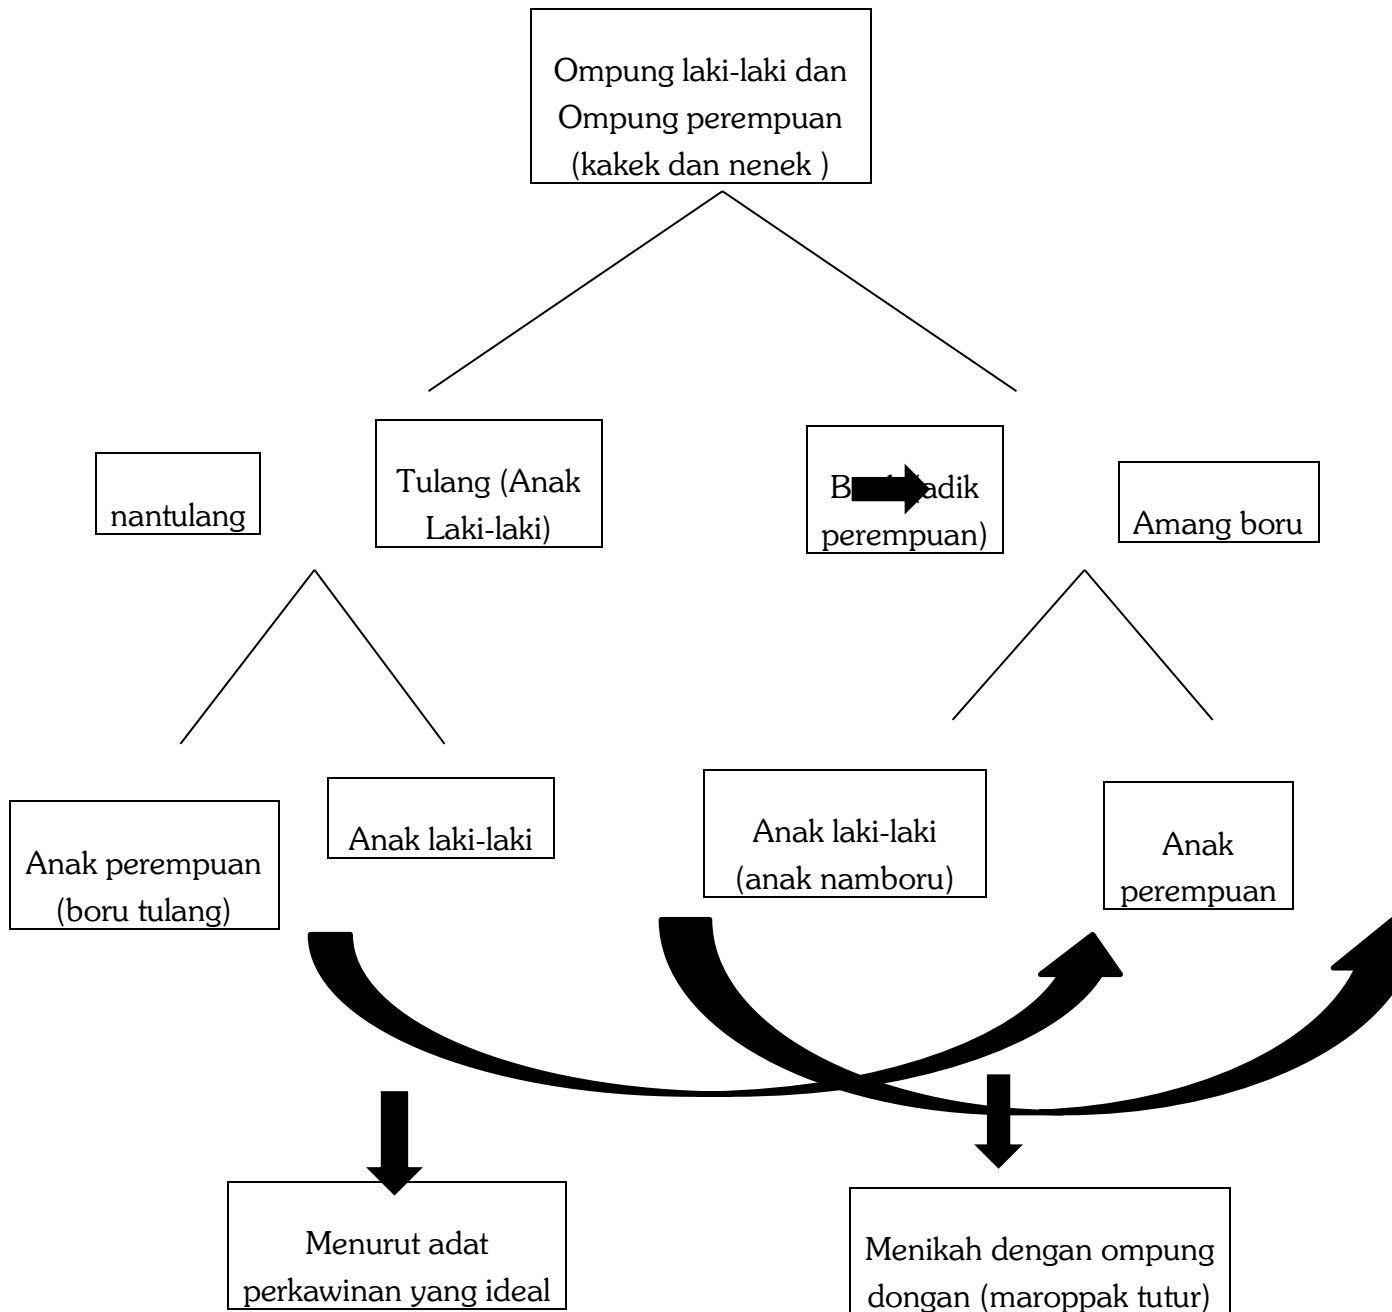 Ompung laki-laki dan
Ompung perempuan
(kakek dan nenek )
nantulang
Tulang (Anak
Laki-laki)
(adik
perempuan)
Amang boru
Anak perempuan
(boru tulang)
Anak laki-laki
Anak laki-laki
(anak namboru)
Anak
perempuan
Menurut adat
perkawinan yang ideal
Menikah dengan ompung
dongan (maroppak tutur)